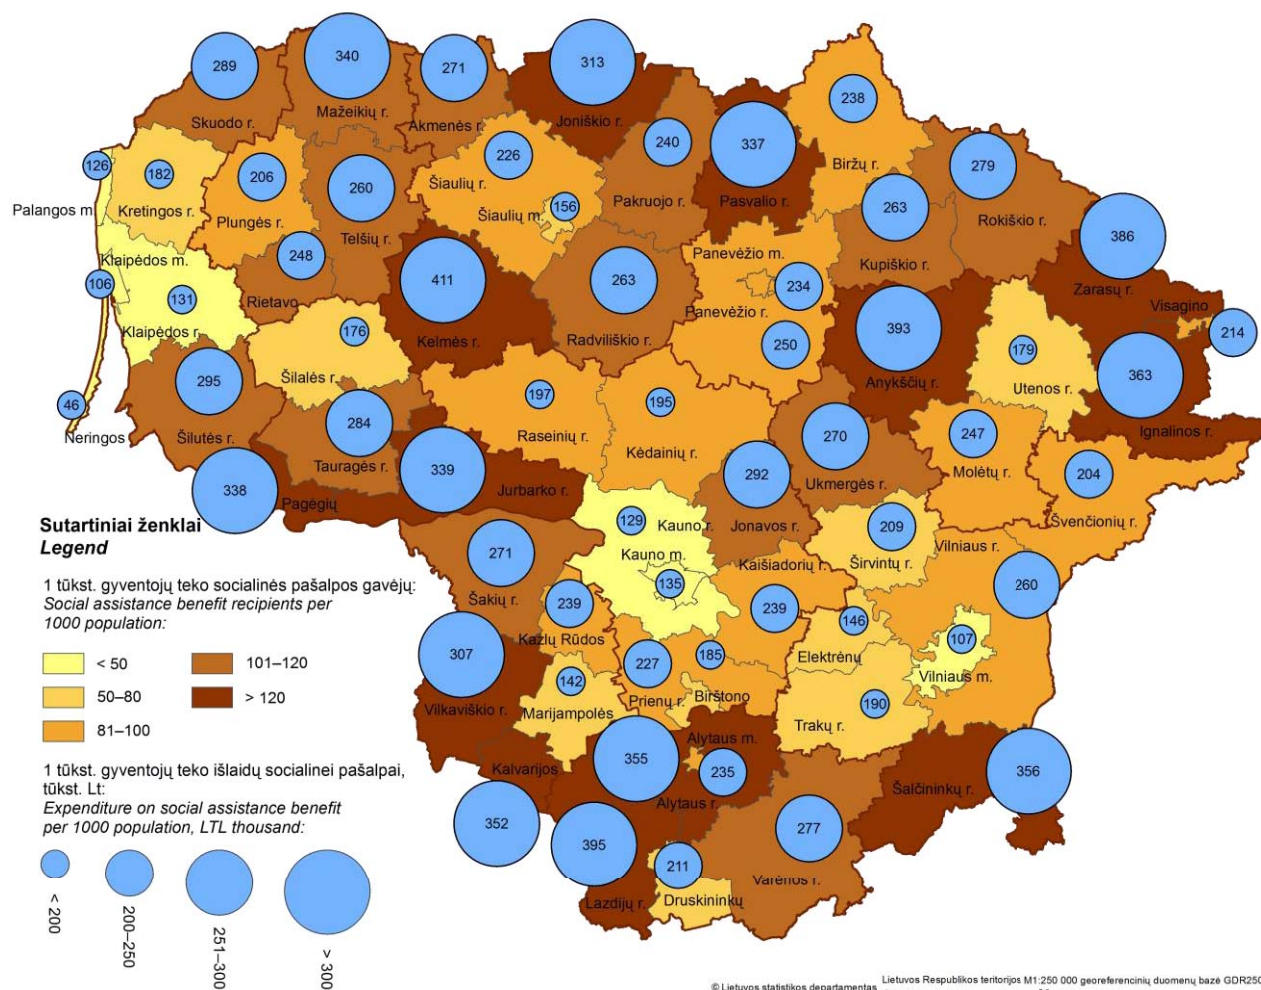 340
313
289
271
238
Mažeikių r.
Skuodo r.
Akmenės r.
Joniškio r.
240
337
226
Biržų r.
279
126
182
206
260
Šiaulių r.
156
Pakruojo r.
Pasvalio r.
263
Rokiškio r.
Palangos m.
Kretingos r.
Plungės r.
Telšių r.
Šiaulių m.
386
Klaipėdos m.
248
411
263
Panevėžio m.
Kupiškio r.
Zarasų r.
Visagino
106
131
Rietavo
234
Klaipėdos r.
176
Kelmės r.
Radviliškio r.
Panevėžio r.
250
393
179
214
Šilalės r.
Anykščių r.
Utenos r.
363
295
197
195
46
Neringos
Šilutės r.
284
Raseinių r.
Kėdainių r.
270
247
Ignalinos r.
Tauragės r.
339
292
Ukmergės r.
Molėtų r.
204
338
Pagėgių
Jurbarko r.
Švenčionių r.
129
Kauno r.
Jonavos r.
209
Kauno m.
Vilniaus r.
271
Kaišiadorių r.
Širvintų r.
260
Šakių r.
135
239
239
146
Kazlų Rūdos
107
307
227
185
Elektrėnų
142
Vilniaus m.
Vilkaviškio r.
Marijampolės
Prienų r.
Birštono
190
Trakų r.
Alytaus m.
355
235
Kalvarijos
Alytaus r.
Šalčininkų r.
356
352
395
277
211
Varėnos r.
Lazdijų r.
Druskininkų
Sutartiniai ženklai
Legend
1 tūkst. gyventojų teko socialinės pašalpos gavėjų:
Social assistance benefit recipients per
1000 population:
< 50
101–120
50–80
> 120
81–100
1 tūkst. gyventojų teko išlaidų socialinei pašalpai,
tūkst. Lt:
Expenditure on social assistance benefit
per 1000 population, LTL thousand:
< 200
200–250
251–300
> 300
© Lietuvos statistikos departamentas
Lietuvos Respublikos teritorijos M1:250 000 georeferencinių duomenų bazė GDR250